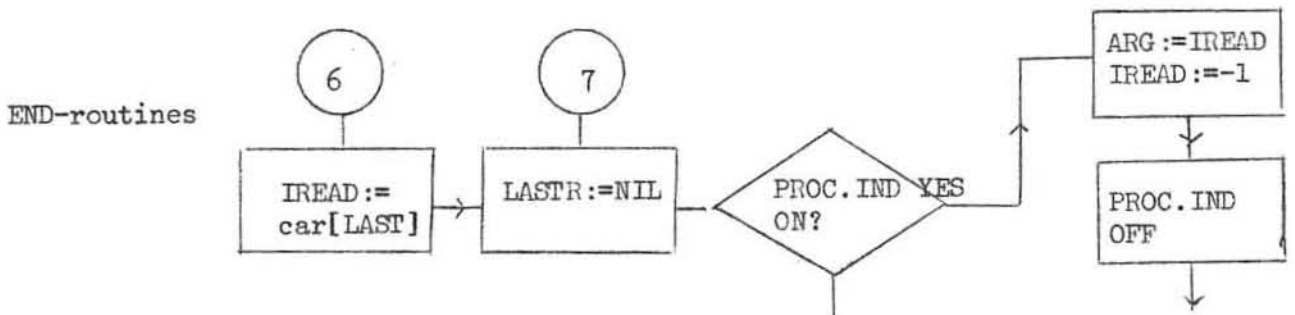 END-routines
6
IREAD:=
car[LAST]
7
LASTR:=NIL
PROC.IND YES
ON?
ARG:=IREAD
IREAD:=-1
PROC.IND
OFF